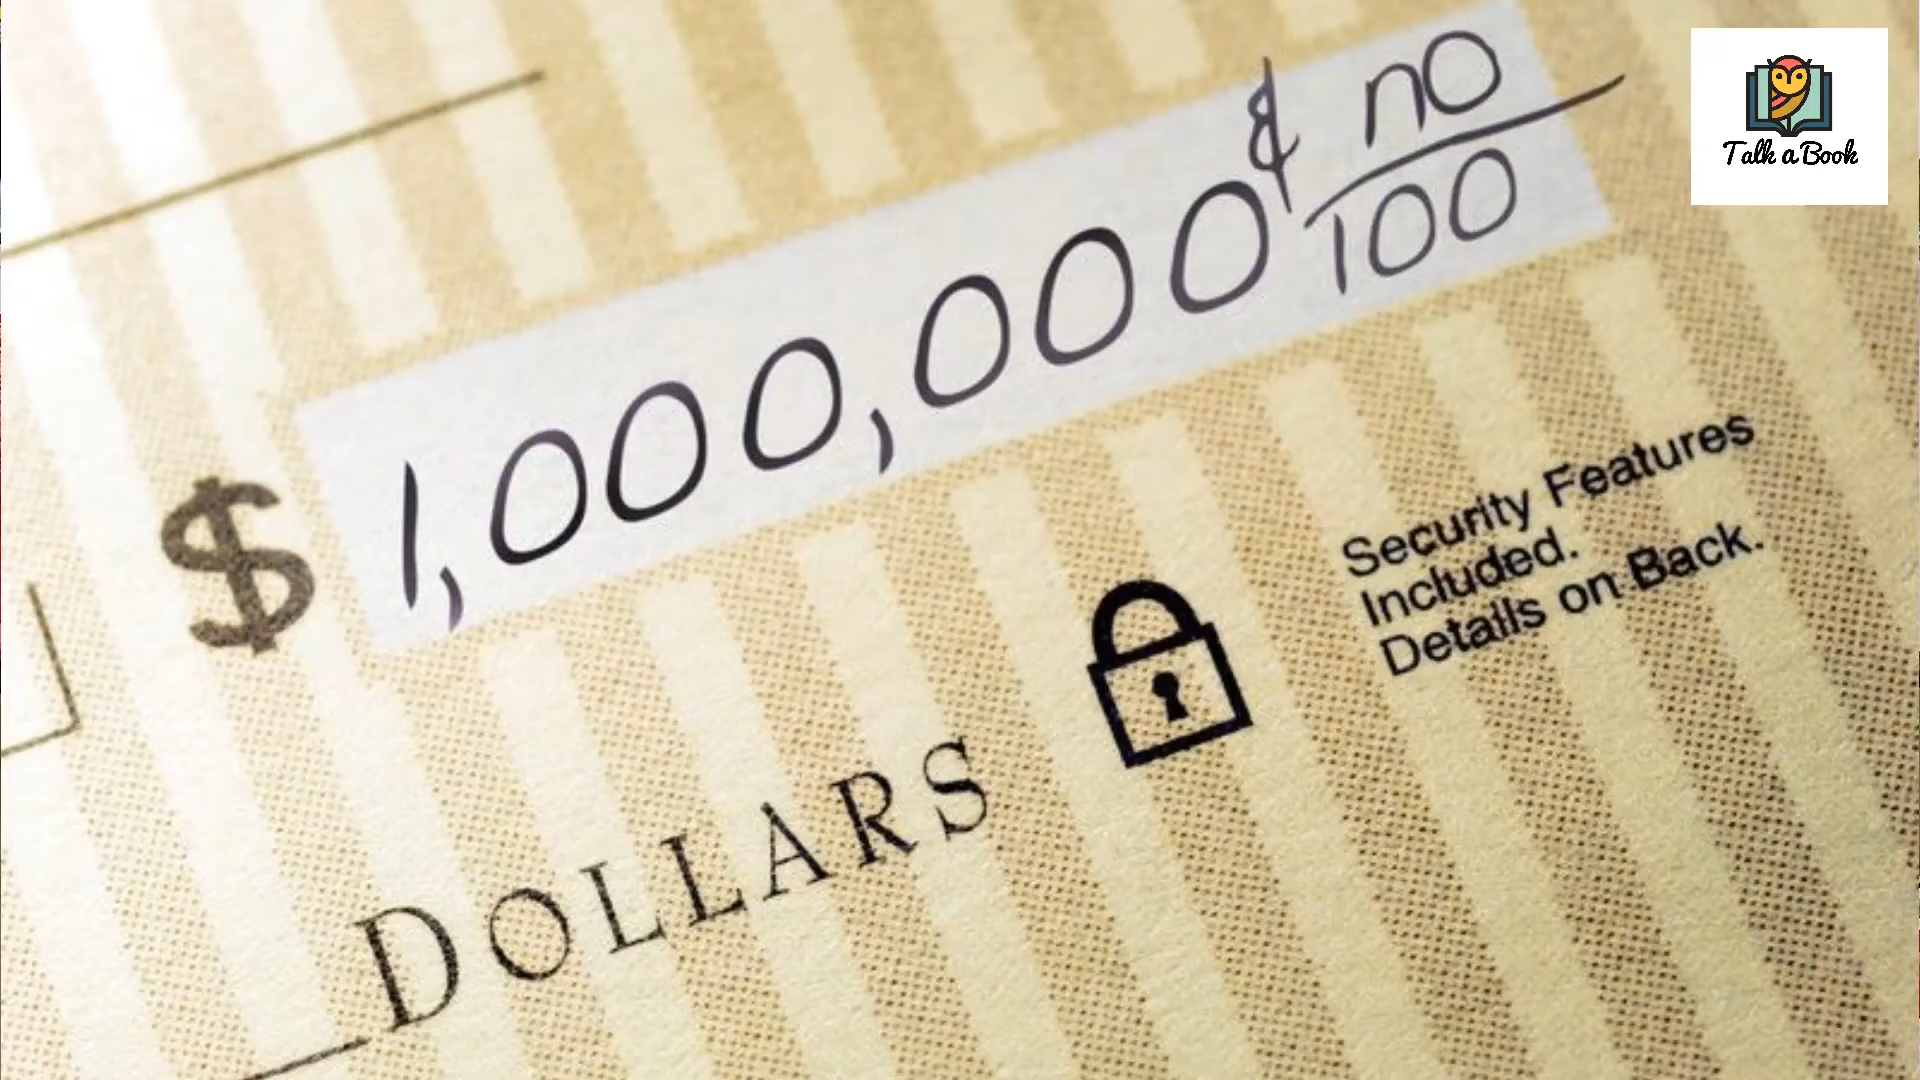 $ 1,000,000 & no/100
Security Features
Included.
Details on Back.
DOLLARS
Talk a Book